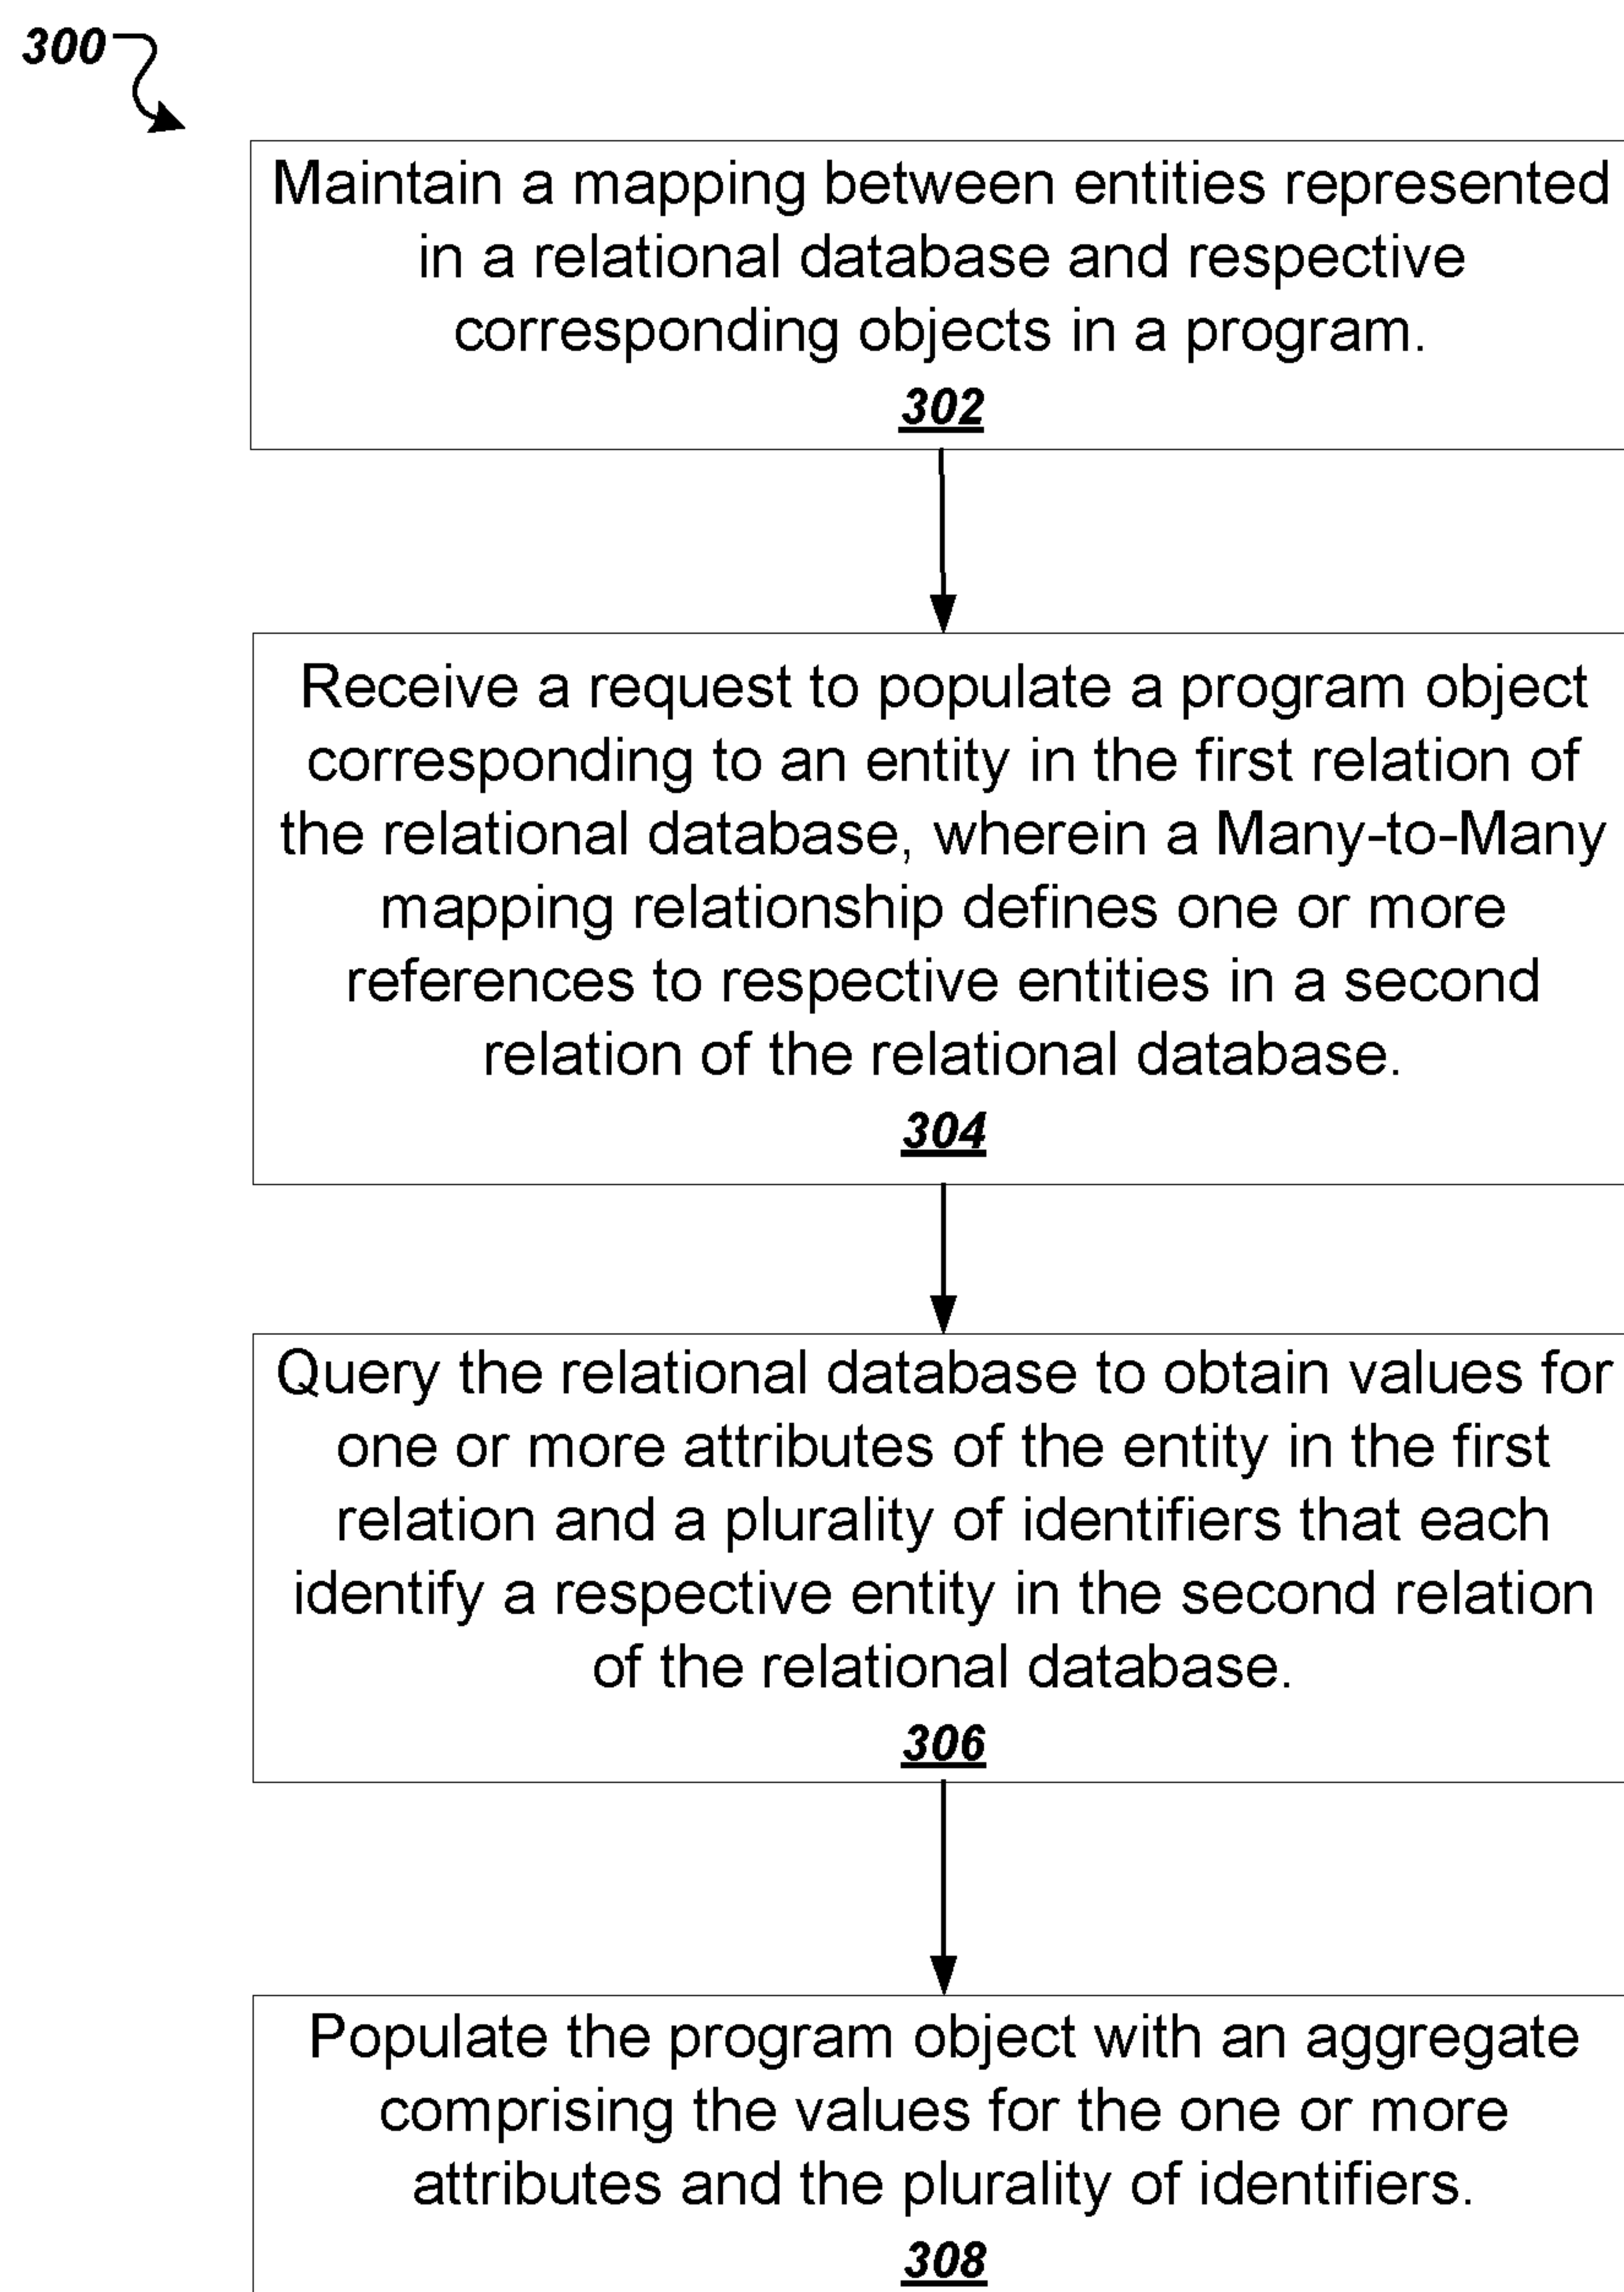 300
Maintain a mapping between entities represented
in a relational database and respective
corresponding objects in a program.
302
Receive a request to populate a program object
corresponding to an entity in the first relation of
the relational database, wherein a Many-to-Many
mapping relationship defines one or more
references to respective entities in a second
relation of the relational database.
304
Query the relational database to obtain values for
one or more attributes of the entity in the first
relation and a plurality of identifiers that each
identify a respective entity in the second relation
of the relational database.
306
Populate the program object with an aggregate
comprising the values for the one or more
attributes and the plurality of identifiers.
308